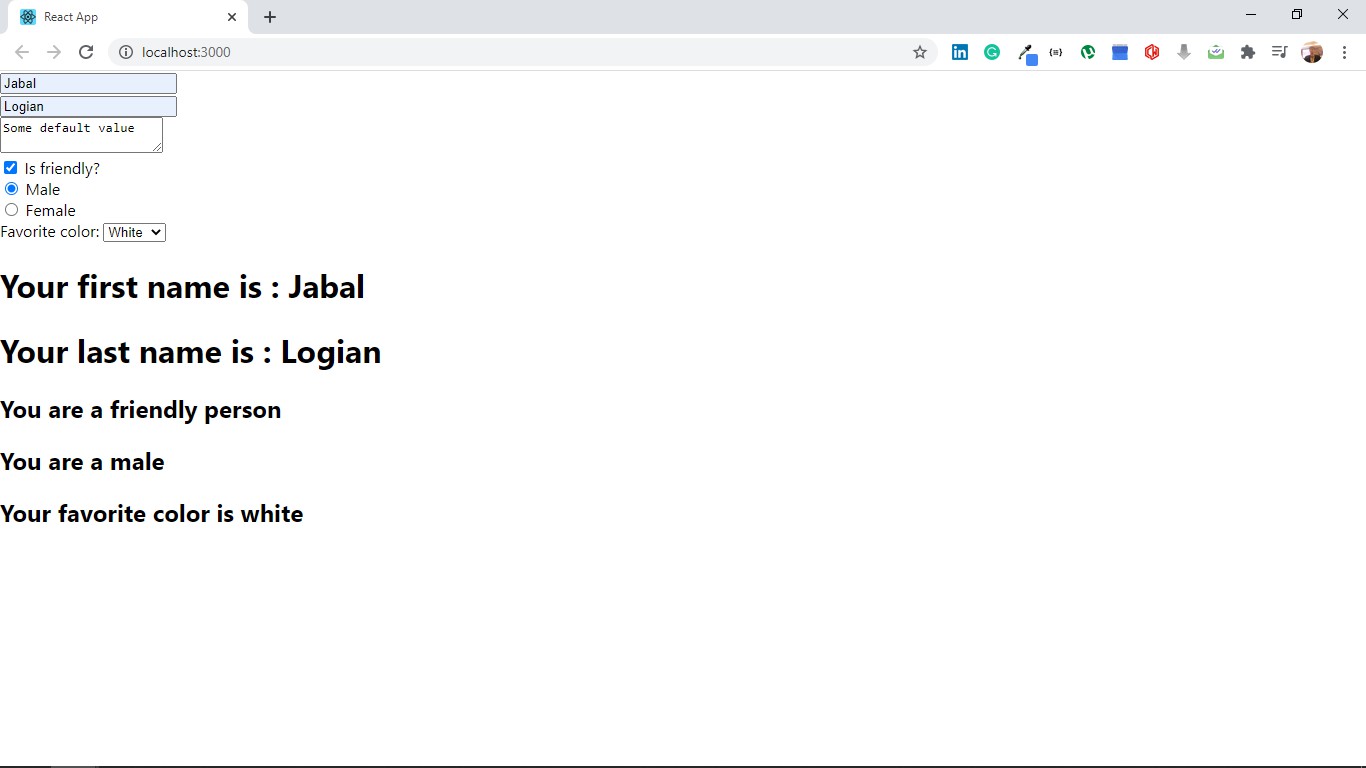 React App
localhost:3000
Jabal
Logian
Some default value
Is friendly?
Male
Female
Favorite color: White
Your first name is : Jabal
Your last name is : Logian
You are a friendly person
You are a male
Your favorite color is white